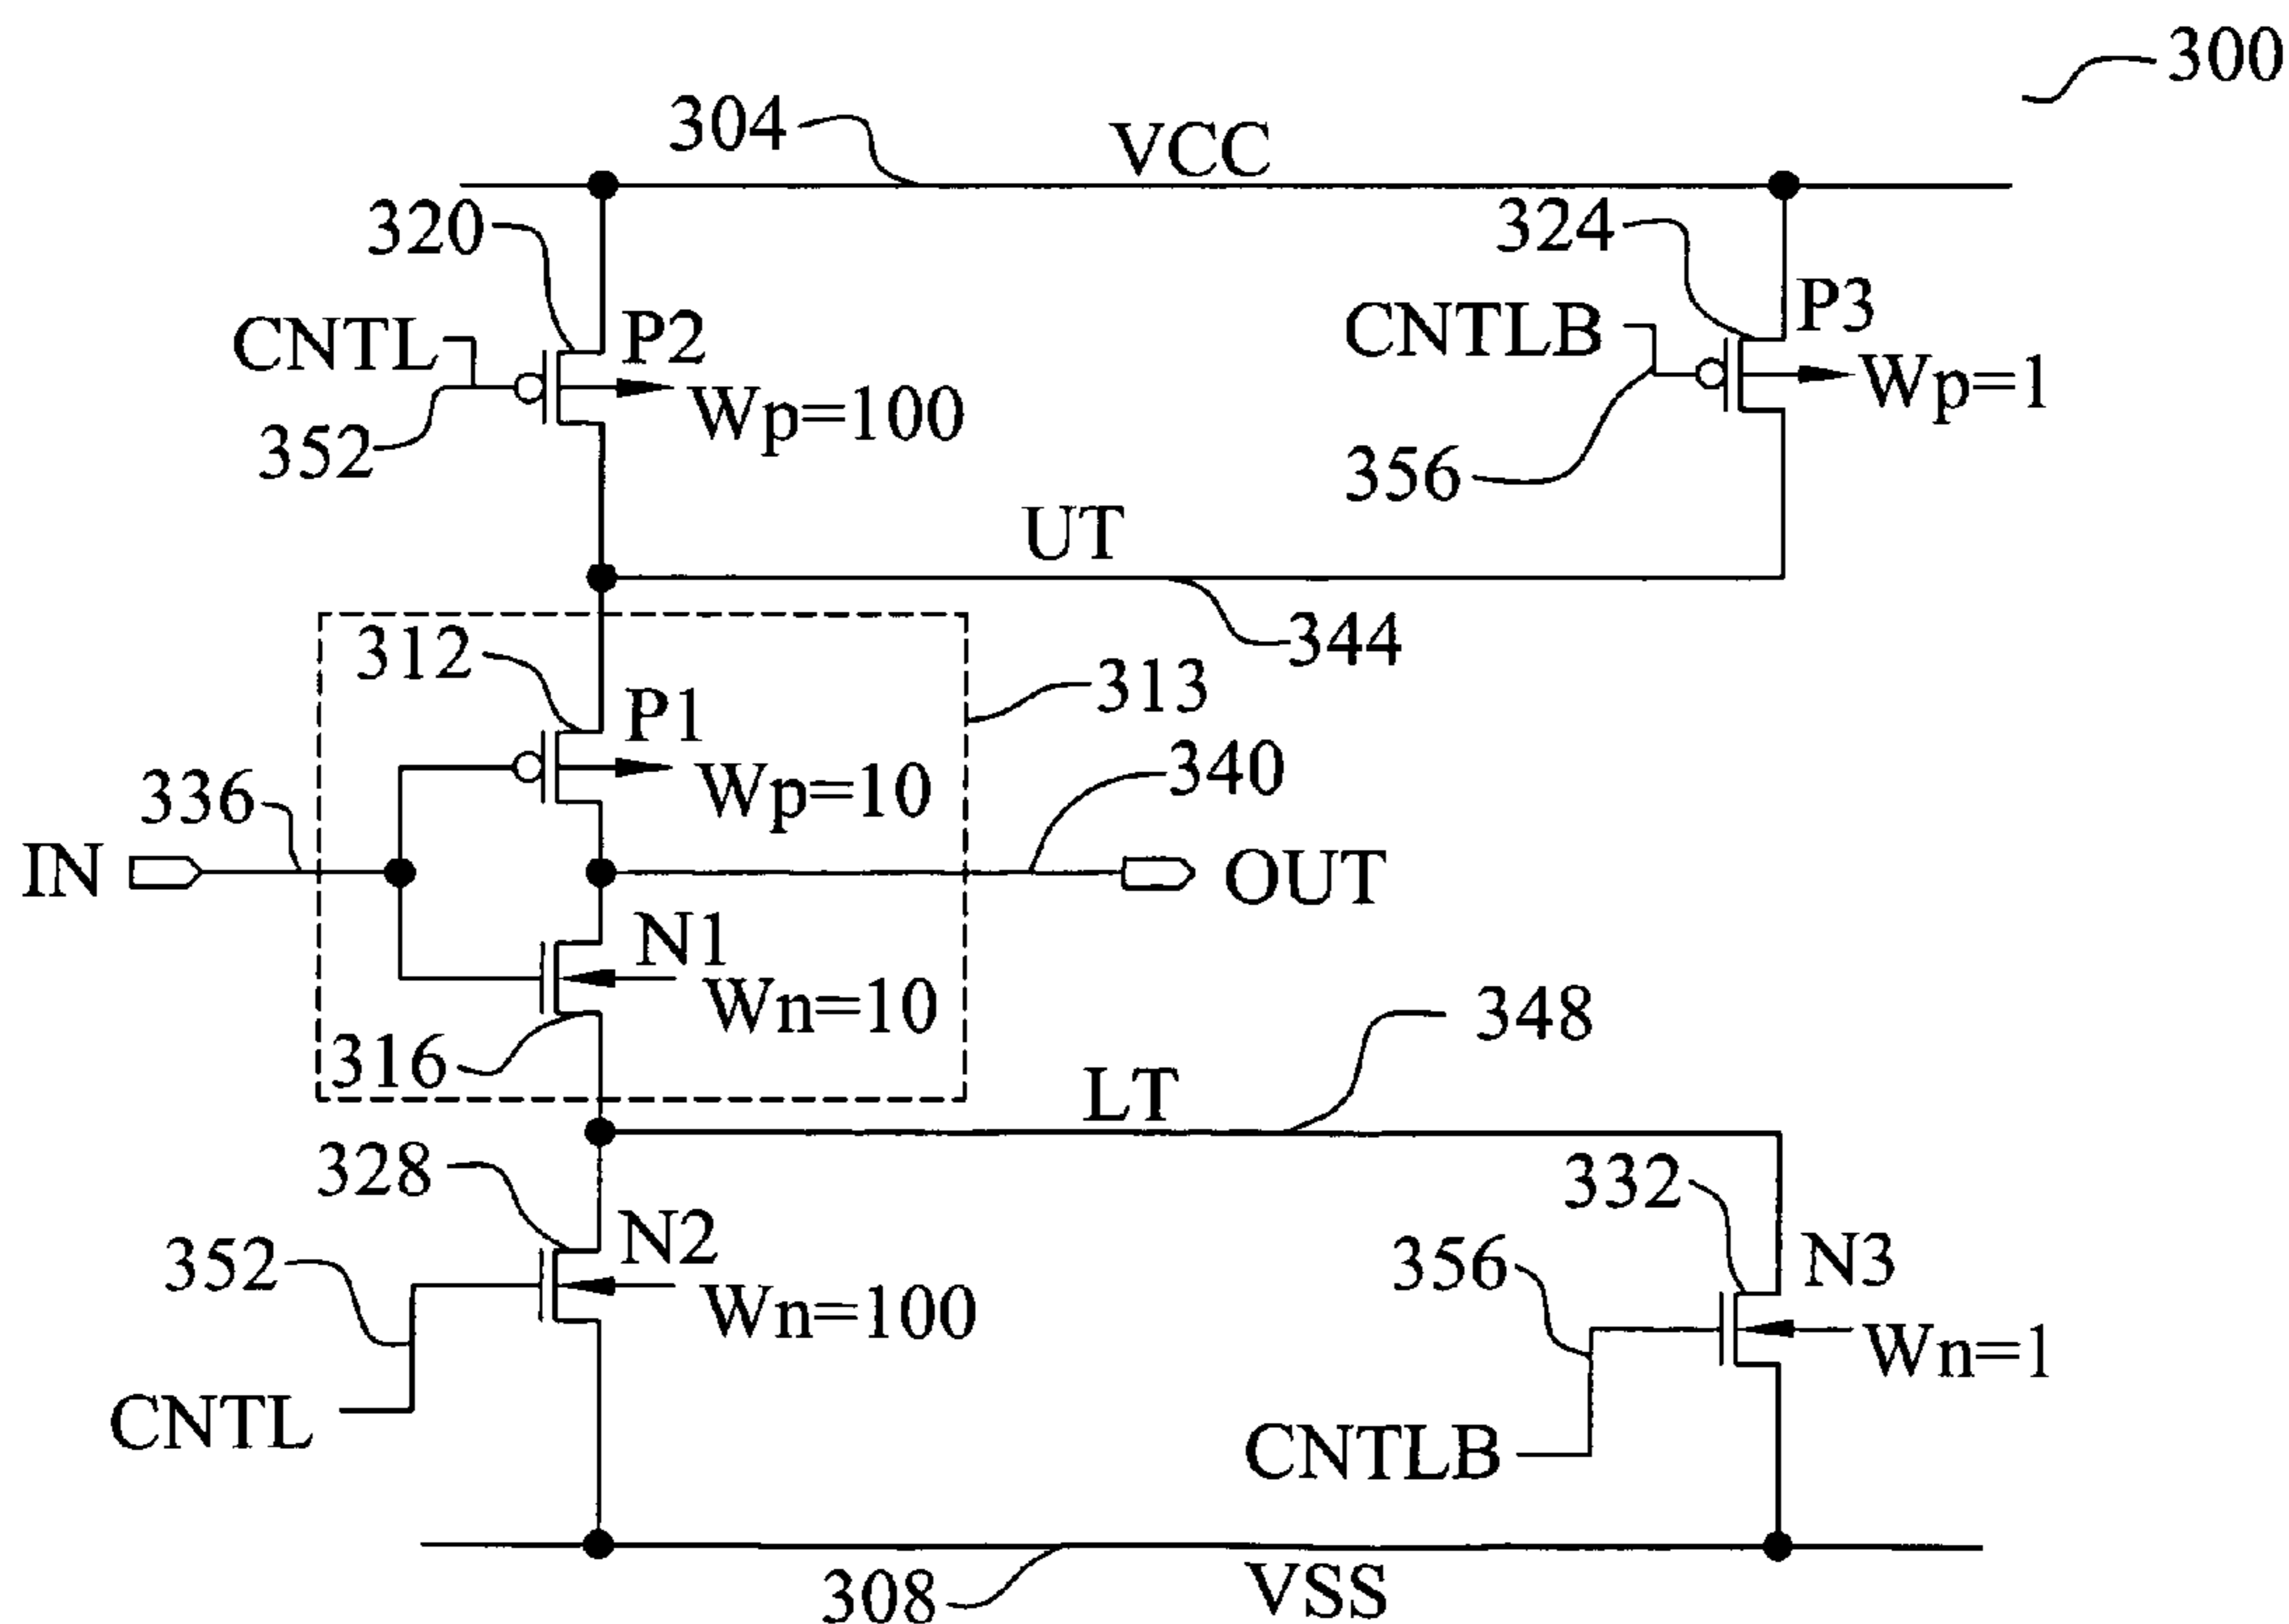 300
304
VCC
320
324
P3
CNTL
P2
CNTLB
Wp=1
Wp=100
352
356
UT
344
312
313
P1
340
336
Wp=10
IN
OUT
N1
Wn=10
348
316
LT
328
332
N2
352
356
N3
Wn=100
Wn=1
CNTL
CNTLB
308
VSS